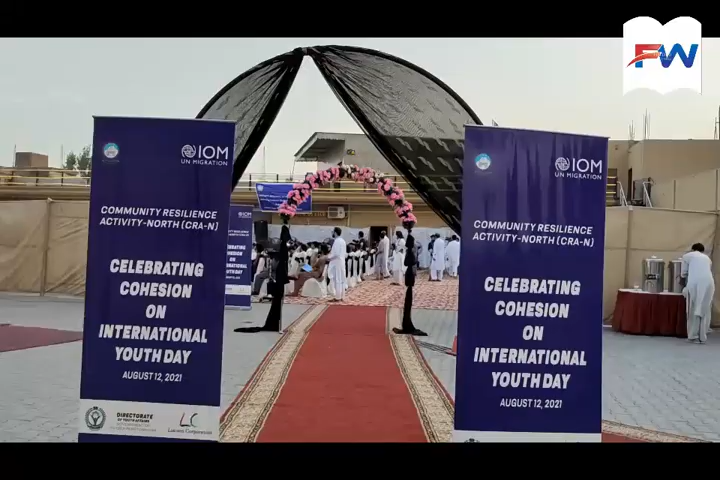 FW
IOM
UN MIGRATION
COMMUNITY RESILIENCE
ACTIVITY-NORTH (CRA-N)
CELEBRATING
COHESION
ON
INTERNATIONAL
YOUTH DAY
AUGUST 12, 2021
DIRECTORATE
OF YOUTH AFFAIRS
IOM
UN MIGRATION
COMMUNITY RESILIENCE
ACTIVITY-NORTH (CRA-N)
CELEBRATING
COHESION
ON
INTERNATIONAL
YOUTH DAY
AUGUST 12, 2021